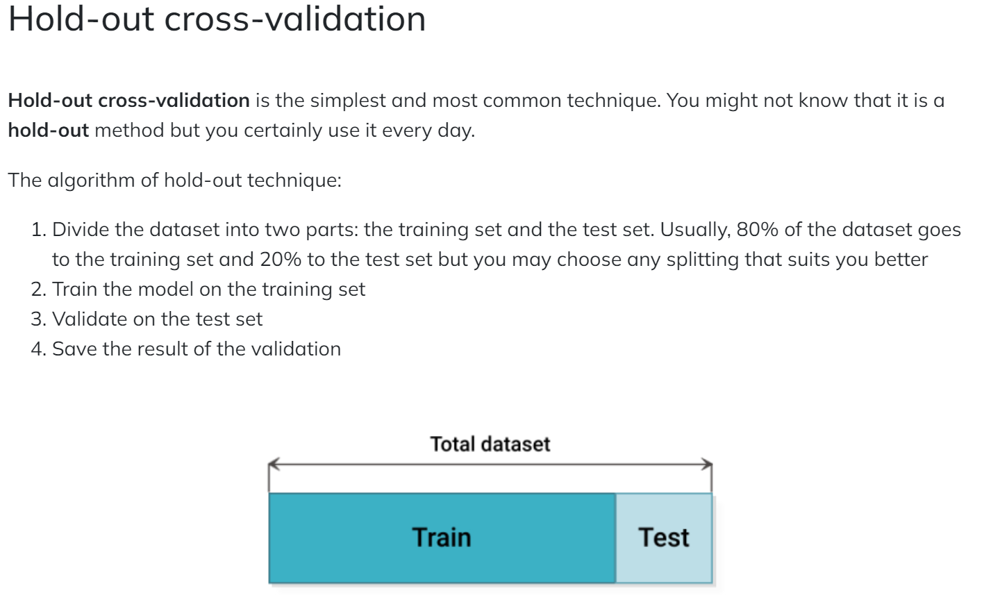 Hold-out cross-validation
Hold-out cross-validation is the simplest and most common technique. You might not know that it is a
hold-out method but you certainly use it every day.
The algorithm of hold-out technique:
1. Divide the dataset into two parts: the training set and the test set. Usually, 80% of the dataset goes
to the training set and 20% to the test set but you may choose any splitting that suits you better
2. Train the model on the training set
3. Validate on the test set
4. Save the result of the validation
Total dataset
Train Test